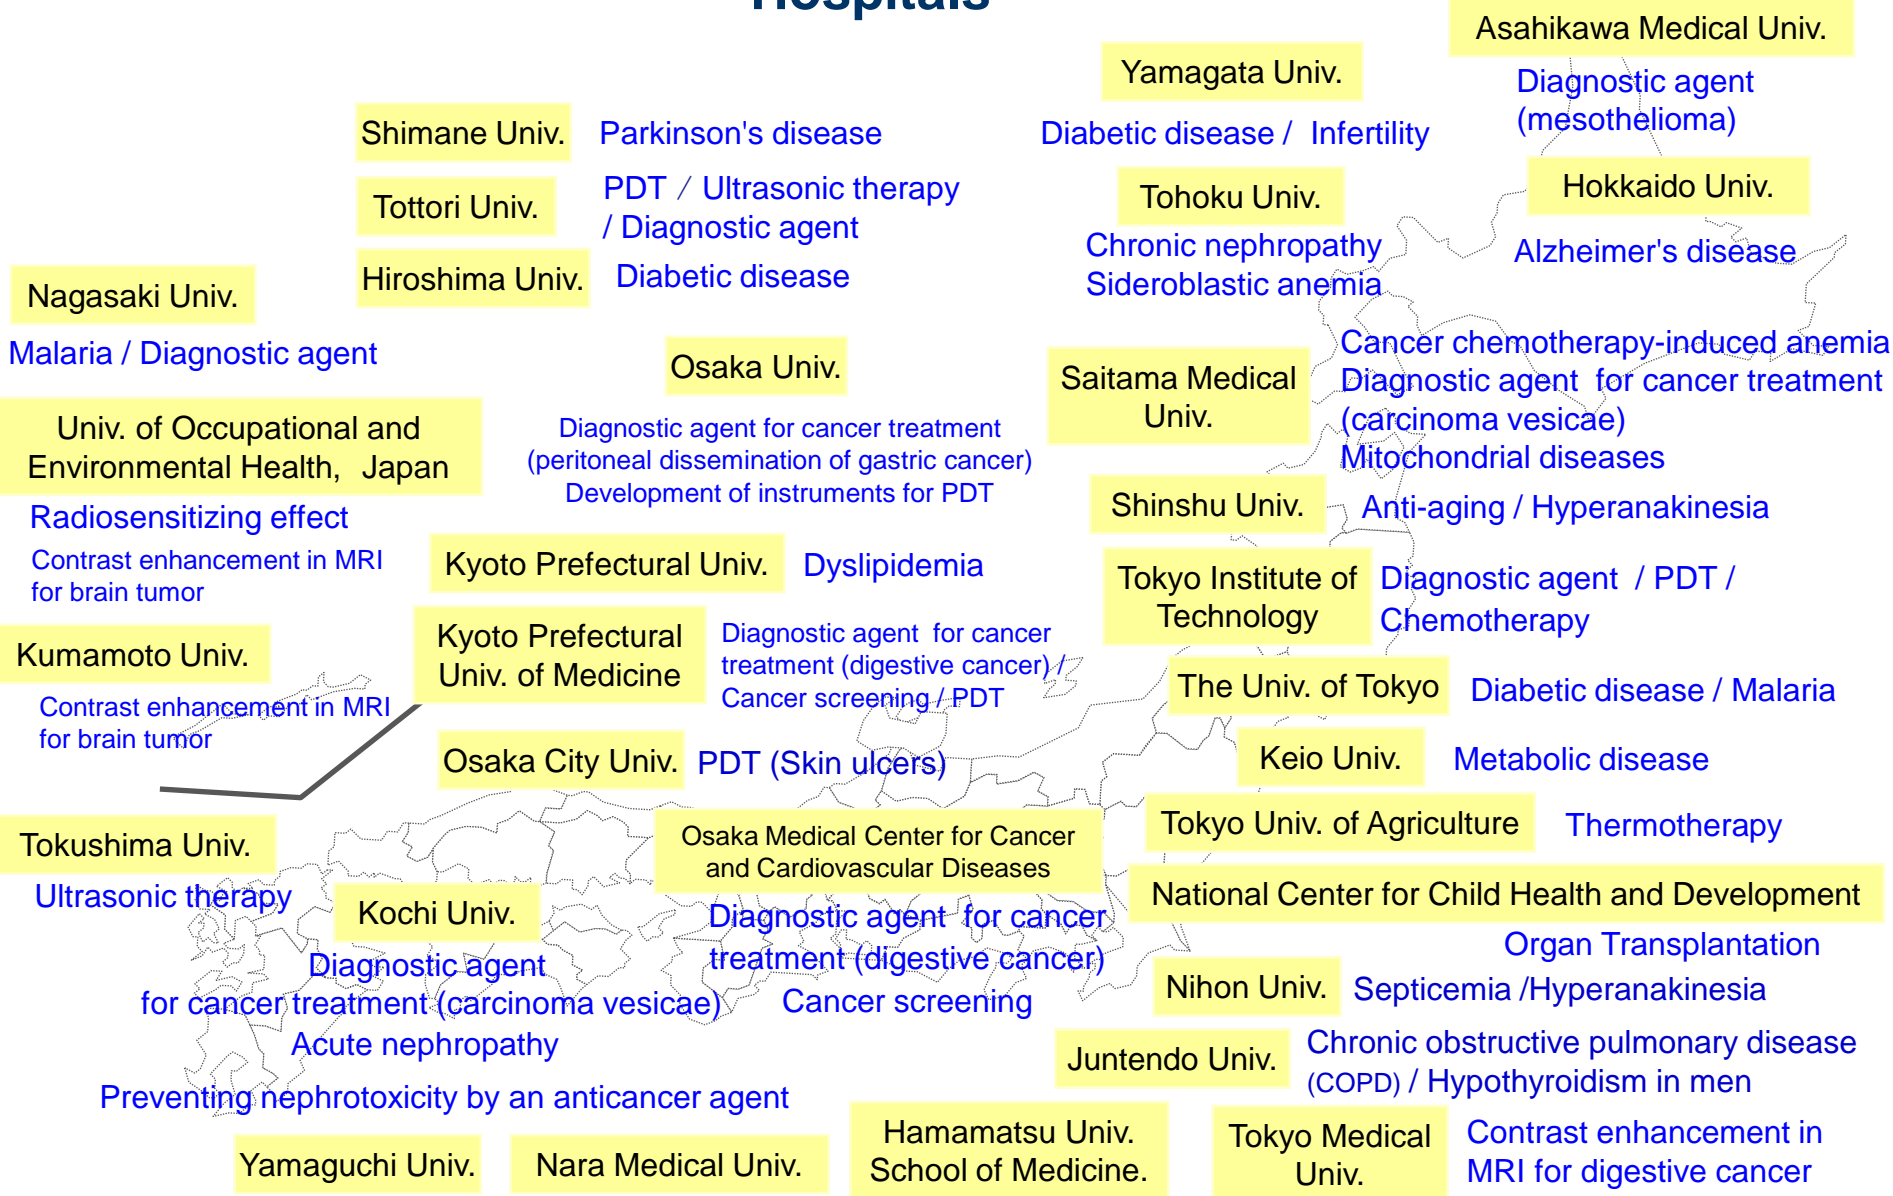 Hospitals
Asahikawa Medical Univ.
Diagnostic agent
(mesothelioma)
Yamagata Univ.
Diabetic disease / Infertility
Shimane Univ.
Parkinson's disease
Tottori Univ.
PDT / Ultrasonic therapy
/ Diagnostic agent
Tohoku Univ.
Chronic nephropathy
Sideroblastic anemia
Hokkaido Univ.
Alzheimer's disease
Hiroshima Univ.
Diabetic disease
Nagasaki Univ.
Malaria / Diagnostic agent
Osaka Univ.
Diagnostic agent for cancer treatment
(peritoneal dissemination of gastric cancer)
Development of instruments for PDT
Saitama Medical
Univ.
Cancer chemotherapy-induced anemia
Diagnostic agent for cancer treatment
(carcinoma vesicae)
Mitochondrial diseases
Univ. of Occupational and
Environmental Health, Japan
Radiosensitizing effect
Contrast enhancement in MRI
for brain tumor
Shinshu Univ.
Anti-aging / Hyperanakinesia
Kyoto Prefectural Univ.
Dyslipidemia
Tokyo Institute of
Technology
Diagnostic agent / PDT /
Chemotherapy
Kumamoto Univ.
Contrast enhancement in MRI
for brain tumor
Kyoto Prefectural
Univ. of Medicine
Diagnostic agent for cancer
treatment (digestive cancer) /
Cancer screening / PDT
The Univ. of Tokyo
Diabetic disease / Malaria
Osaka City Univ.
PDT (Skin ulcers)
Keio Univ.
Metabolic disease
Tokushima Univ.
Ultrasonic therapy
Osaka Medical Center for Cancer
and Cardiovascular Diseases
Diagnostic agent for cancer
treatment (digestive cancer)
Cancer screening
Tokyo Univ. of Agriculture
Thermotherapy
National Center for Child Health and Development
Organ Transplantation
Kochi Univ.
Diagnostic agent
for cancer treatment (carcinoma vesicae)
Acute nephropathy
Preventing nephrotoxicity by an anticancer agent
Nihon Univ.
Septicemia /Hyperanakinesia
Juntendo Univ.
Chronic obstructive pulmonary disease
(COPD) / Hypothyroidism in men
Yamaguchi Univ.
Nara Medical Univ.
Hamamatsu Univ.
School of Medicine.
Tokyo Medical
Univ.
Contrast enhancement in
MRI for digestive cancer